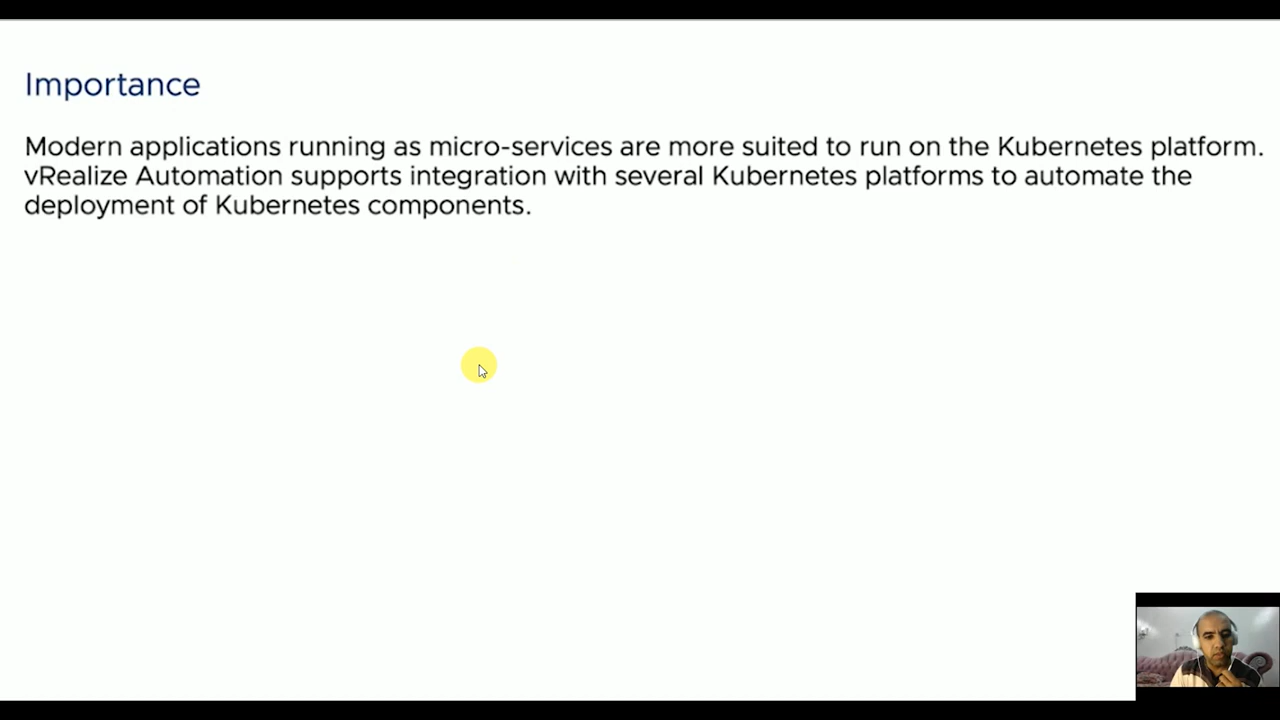 Importance
Modern applications running as micro-services are more suited to run on the Kubernetes platform.
vRealize Automation supports integration with several Kubernetes platforms to automate the
deployment of Kubernetes components.